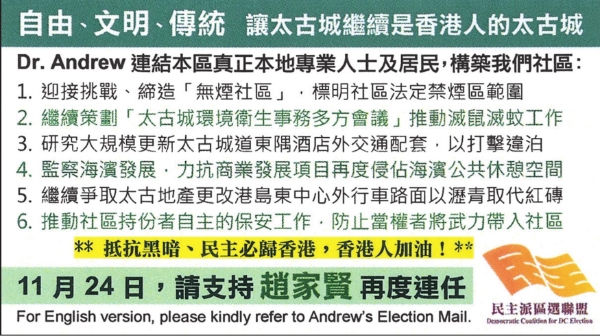 自由、文明、傳統　讓太古城繼續是香港人的太古城
Dr. Andrew 連結本區真正本地專業人士及居民，構築我們社區：
1. 迎接挑戰、締造「無煙社區」，標明社區法定禁煙區範圍
2. 繼續策劃「太古城環境衛生事務多方會議」推動滅鼠滅蚊工作
3. 研究大規模更新太古城道東隅酒店外交通配套，以打擊違泊
4. 監察海濱發展，力抗商業發展項目再度侵佔海濱公共休憩空間
5. 繼續爭取太古地產更改港島東中心外行車路面以瀝青取代紅磚
6. 推動社區持份者自主的保安工作，防止當權者將武力帶入社區
** 抵抗黑暗、民主必歸香港，香港人加油！**
11 月 24 日，請支持 趙家賢 再度連任
For English version, please kindly refer to Andrew's Election Mail.
民主
民主派區選聯盟
Democratic Coalition for DC Election